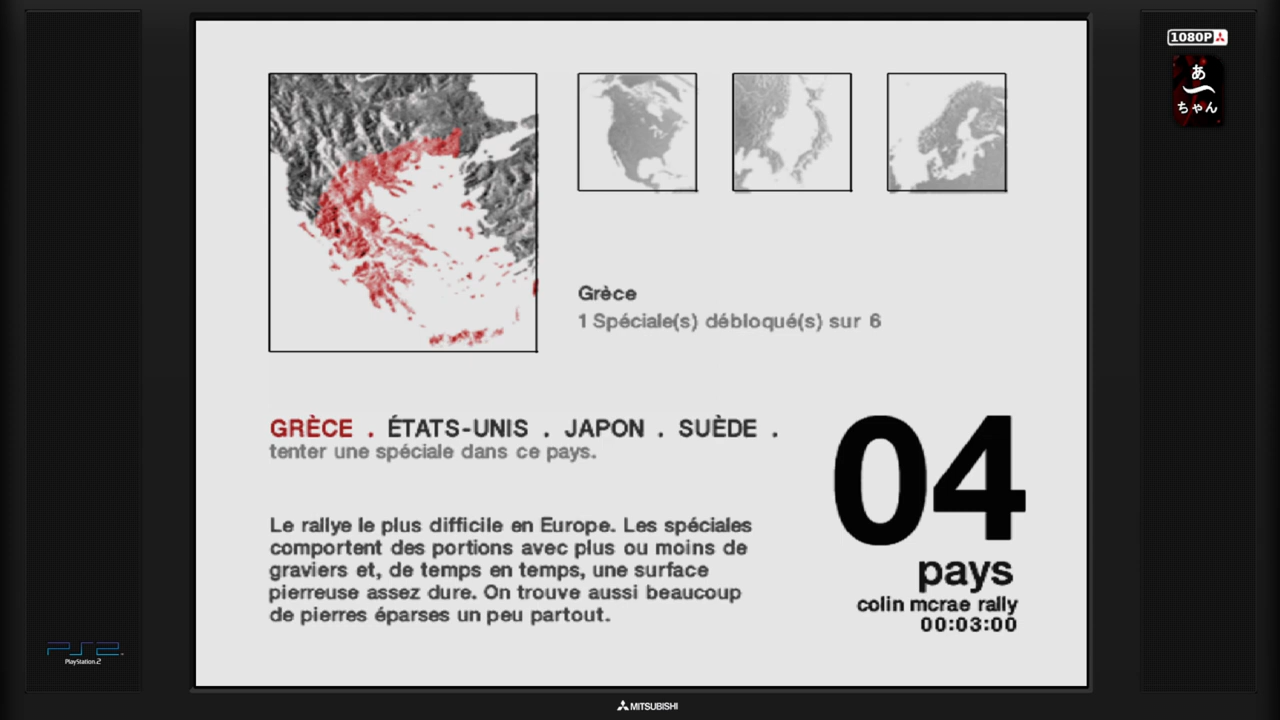 1080P
あ
ー
ちゃん
Grèce
1 Spéciale(s) débloqué(s) sur 6
GRÈCE . ÉTATS-UNIS . JAPON . SUÈDE .
tenter une spéciale dans ce pays.
04
pays
colin mcrae rally
00:03:00
Le rallye le plus difficile en Europe. Les spéciales
comportent des portions avec plus ou moins de
graviers et, de temps en temps, une surface
pierreuse assez dure. On trouve aussi beaucoup
de pierres éparses un peu partout.
PS2
PlayStation.2
MITSUBISHI